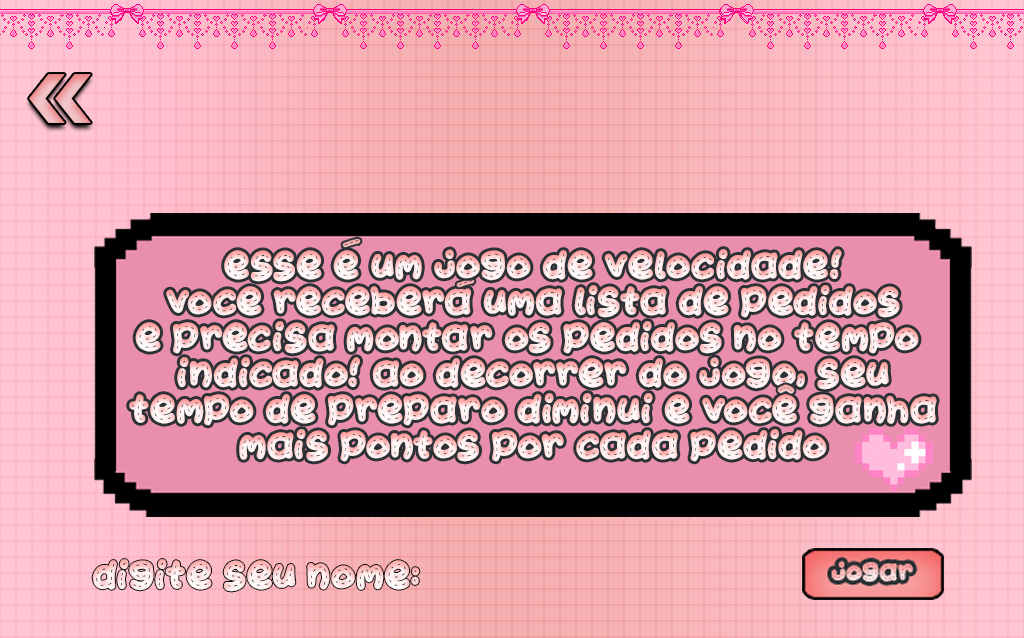 esse é um jogo de velocidade!
você receberá uma lista de pedidos
e precisa montar os pedidos no tempo
indicado! ao decorrer do jogo, seu
tempo de preparo diminui e você ganha
mais pontos por cada pedido
digite seu nome:
jogar